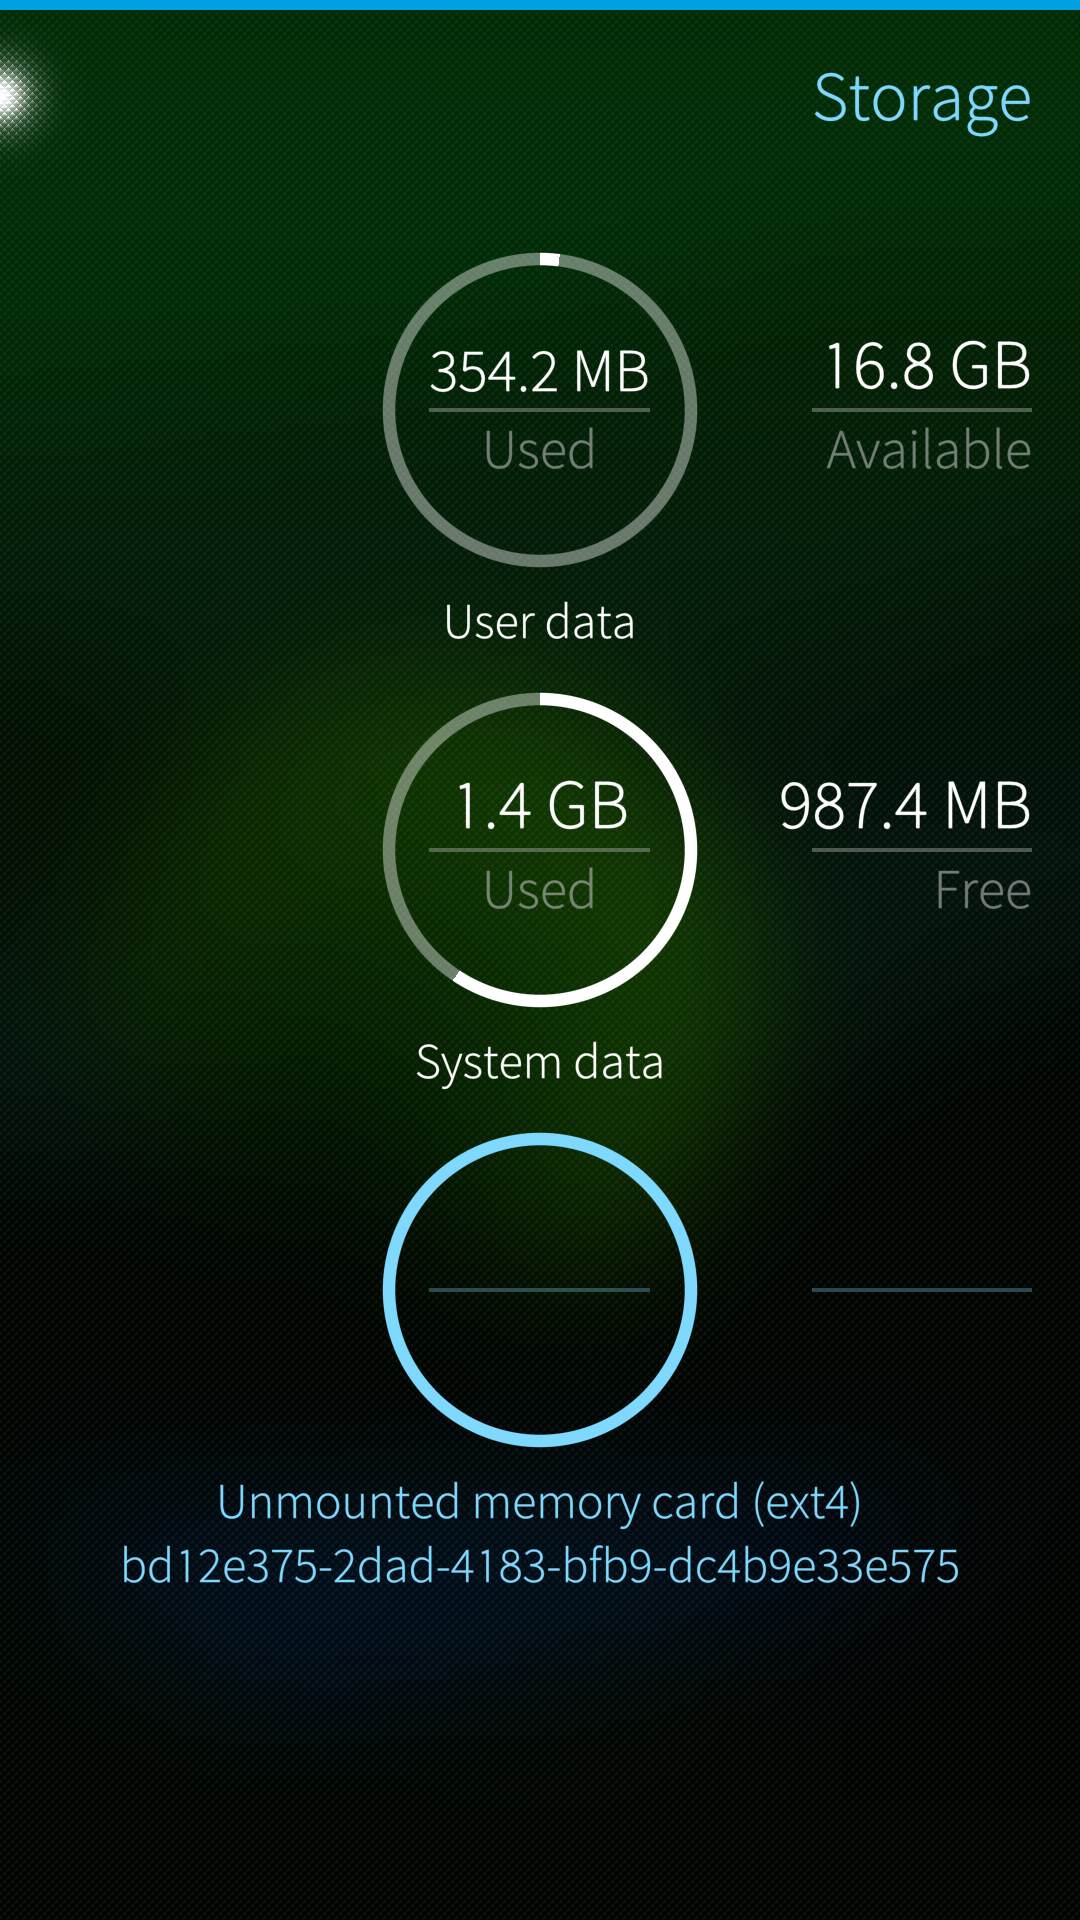 Storage
354.2 MB
Used
16.8 GB
Available
User data
1.4 GB
Used
987.4 MB
Free
System data
Unmounted memory card (ext4)
bd12e375-2dad-4183-bfb9-dc4b9e33e575